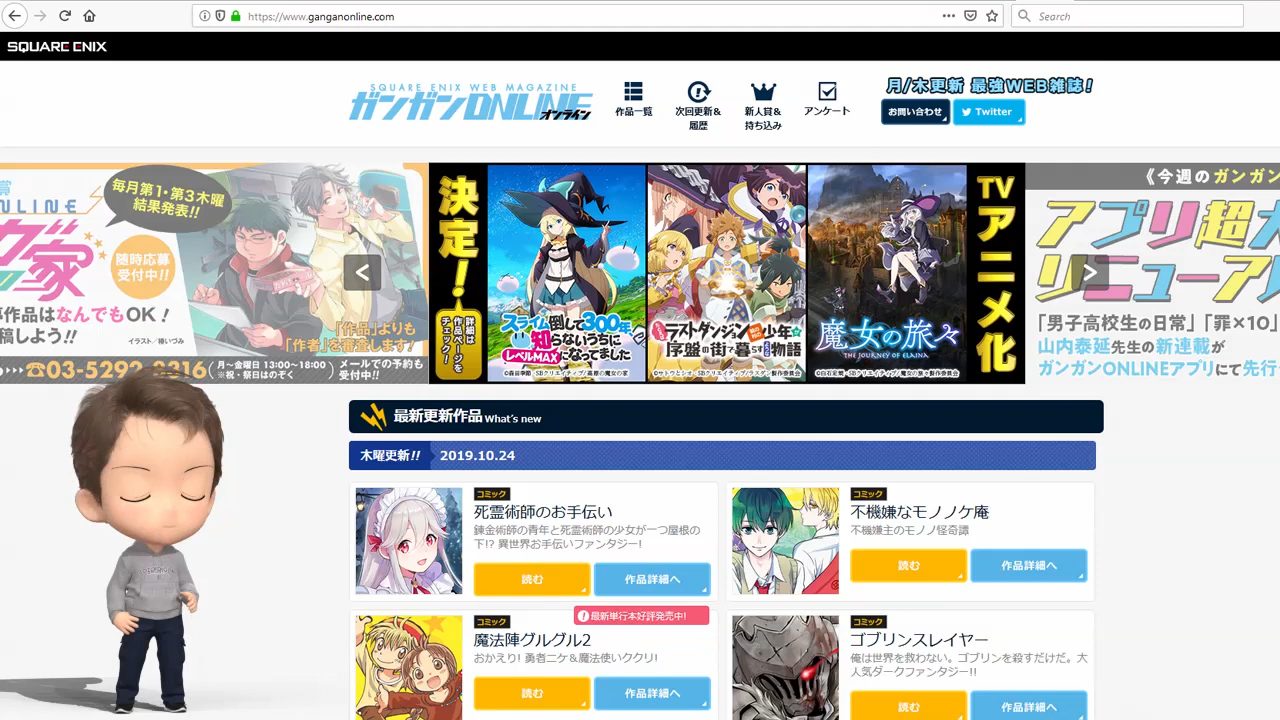 https://www.ganganonline.com
Search
SQUARE ENIX
SQUARE ENIX WEB MAGAZINE
ガンガンONLINE
オンライン
作品一覧
次回更新&
履歴
新人賞&
持ち込み
アンケート
月/木更新 最強WEB雑誌!
お問い合わせ
Twitter
賞
NLINE
毎月第1・第3木曜
結果発表!!
ガ家
随時応募
受付中!!
作品はなんでもOK!
稿しよう!!
「作品」よりも
「作者」を審査します!
イラスト/椿いづみ
☎03-5292-8316
月~金曜日 13:00~18:00
※祝・祭日はのぞく
メールでの予約も
受付中!!
<
決定!
詳細は
作品ページを
チェック!
スライム倒して300年、
知らないうちに
レベルMAXになってました
ラストダンジョン
少年が
序盤の街で暮らす
物語
魔女の旅々
THE JOURNEY OF ELAINA
TVアニメ化
>
《今週のガンガン
アプリ超大
リニューアル
「男子高校生の日常」「罪×10」
山内泰延先生の新連載が
ガンガンONLINEアプリにて先行
最新更新作品 What's new
木曜更新!! 2019.10.24
コミック
死霊術師のお手伝い
錬金術師の青年と死霊術師の少女が一つ屋根の
下!? 異世界お手伝いファンタジー!
読む
作品詳細へ
コミック
不機嫌なモノノケ庵
不機嫌主のモノノ怪奇譚
読む
作品詳細へ
最新単行本好評発売中!
コミック
魔法陣グルグル2
おかえり! 勇者ニケ&魔法使いククリ!
読む
作品詳細へ
コミック
ゴブリンスレイヤー
俺は世界を救わない。ゴブリンを殺すだけだ。大
人気ダークファンタジー!!
読む
作品詳細へ